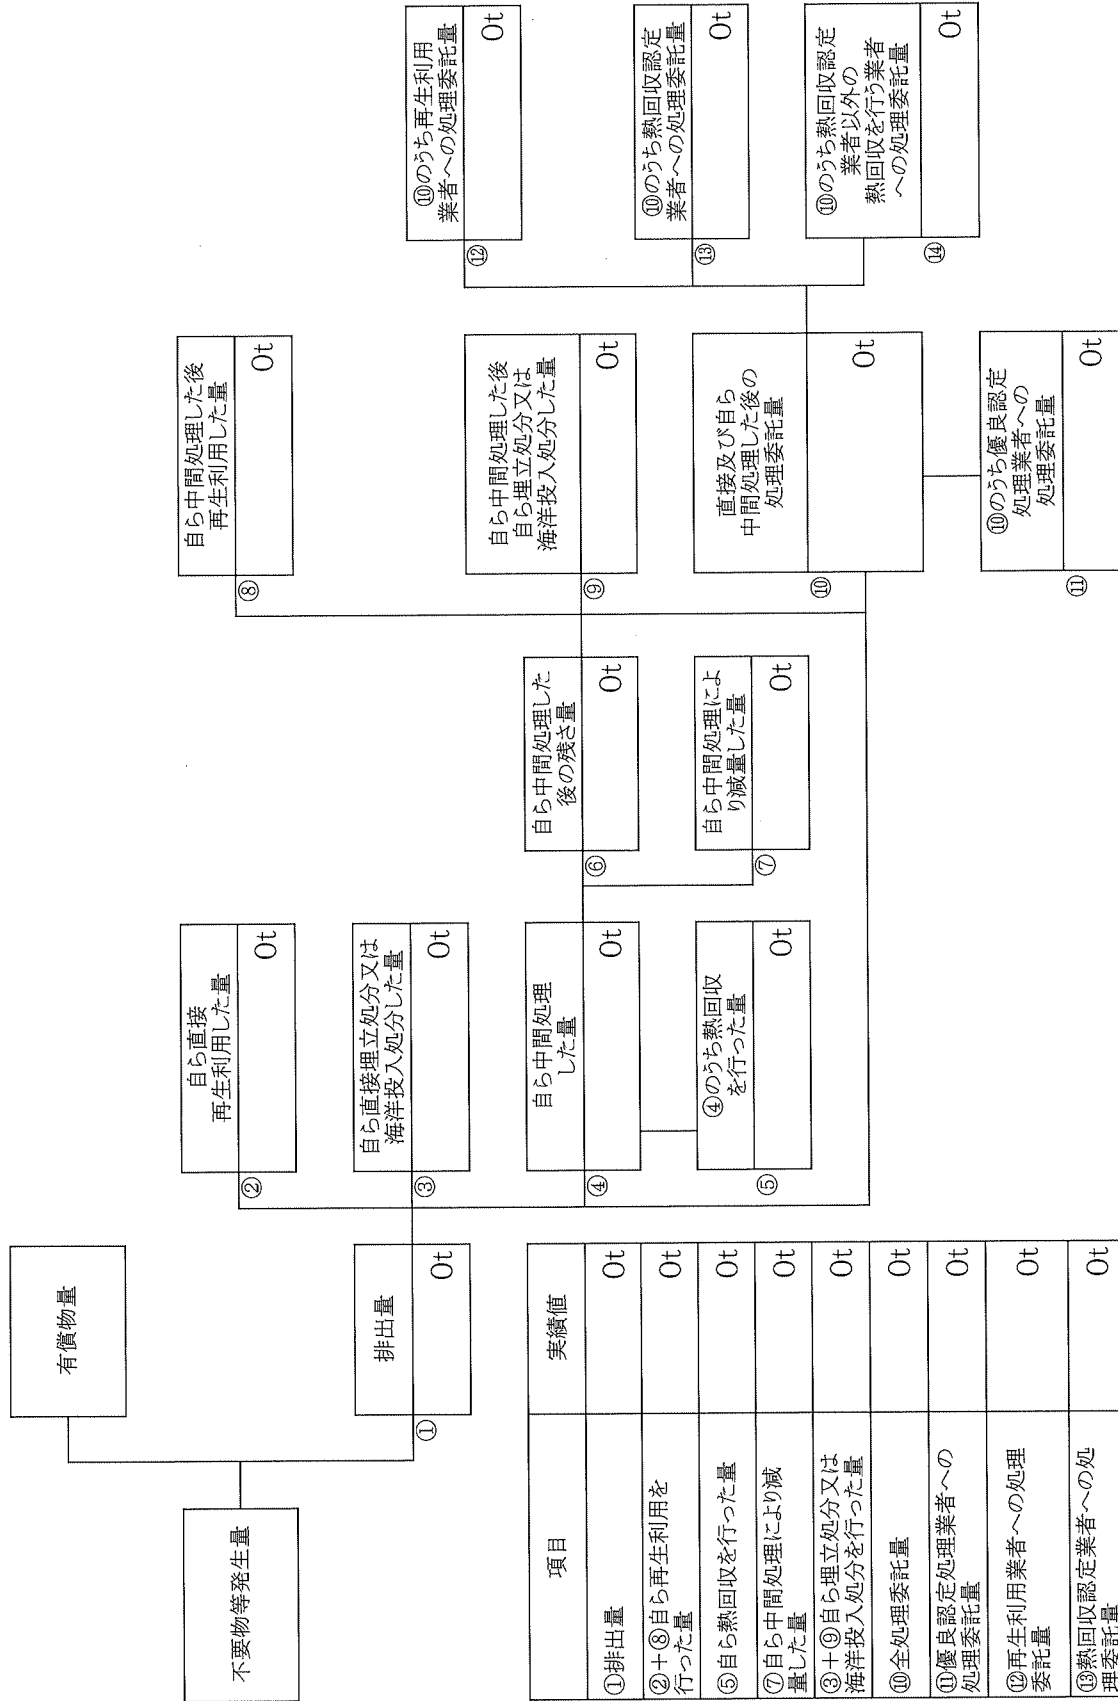 不要物等発生量
有償物量
①
排出量
0t
②
自ら直接
再生利用した量
0t
③
自ら直接埋立処分又は
海洋投入処分した量
0t
④
自ら中間処理
した量
0t
⑤
④のうち熱回収
を行った量
0t
⑥
自ら中間処理した
後の残さ量
0t
⑦
自ら中間処理によ
り減量した量
0t
⑧
自ら中間処理した後
再生利用した量
0t
⑨
自ら中間処理した後
自ら埋立処分又は
海洋投入処分した量
0t
⑩
直接及び自ら
中間処理した後の
処理委託量
0t
⑪
⑩のうち優良認定
処理業者への
処理委託量
0t
⑫
⑩のうち再生利用
業者への処理委託量
0t
⑬
⑩のうち熱回収認定
業者への処理委託量
0t
⑭
⑩のうち熱回収認定
業者以外の
熱回収を行う業者
への処理委託量
0t
項目 実績値
①排出量 0t
②+⑧自ら再生利用を
行った量 0t
⑤自ら熱回収を行った量 0t
⑦自ら中間処理により減
量した量 0t
③+⑨自ら埋立処分又は
海洋投入処分を行った量 0t
⑩全処理委託量 0t
⑪優良認定処理業者への
処理委託量 0t
⑫再生利用業者への処理
委託量 0t
⑬熱回収認定業者への処
理委託量 0t